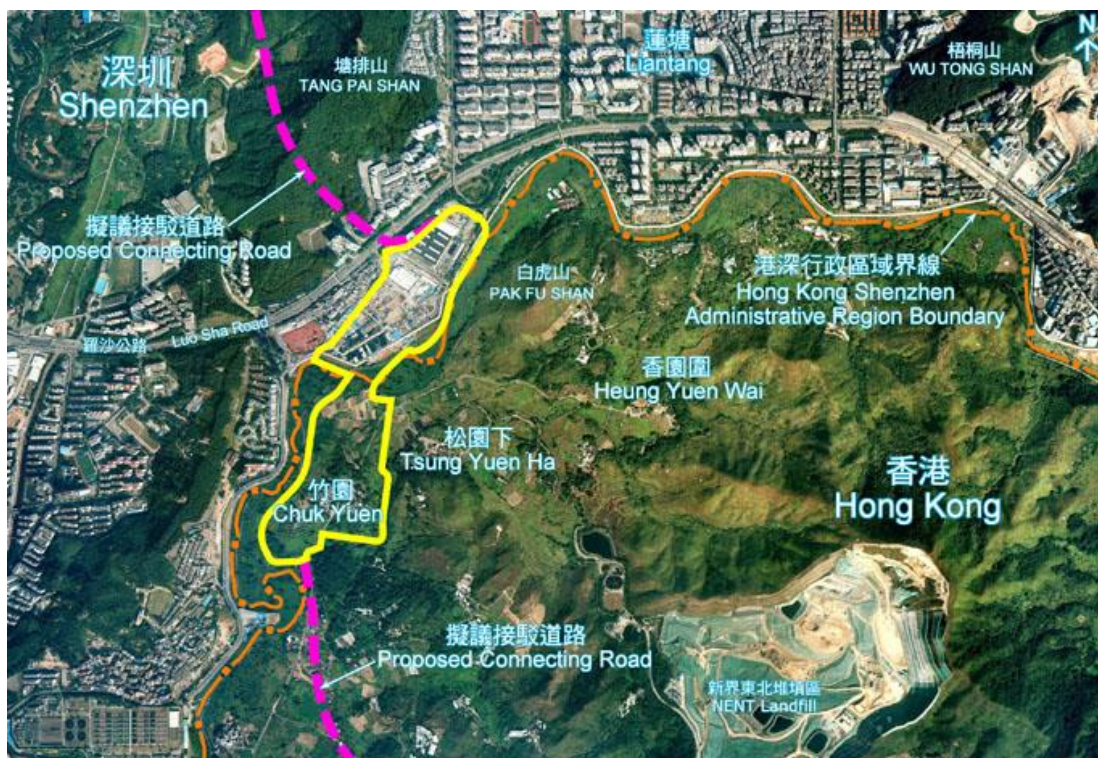 深圳
Shenzhen
塘排山
TANG PAI SHAN
蓮塘
Liantang
梧桐山
WU TONG SHAN
N
擬議接駁道路
Proposed Connecting Road
白虎山
PAK FU SHAN
港深行政區域界線
Hong Kong Shenzhen
Administrative Region Boundary
羅沙公路
Luo Sha Road
香園圍
Heung Yuen Wai
松園下
Tsung Yuen Ha
竹園
Chuk Yuen
香港
Hong Kong
擬議接駁道路
Proposed Connecting Road
新界東北堆填區
NENT Landfill